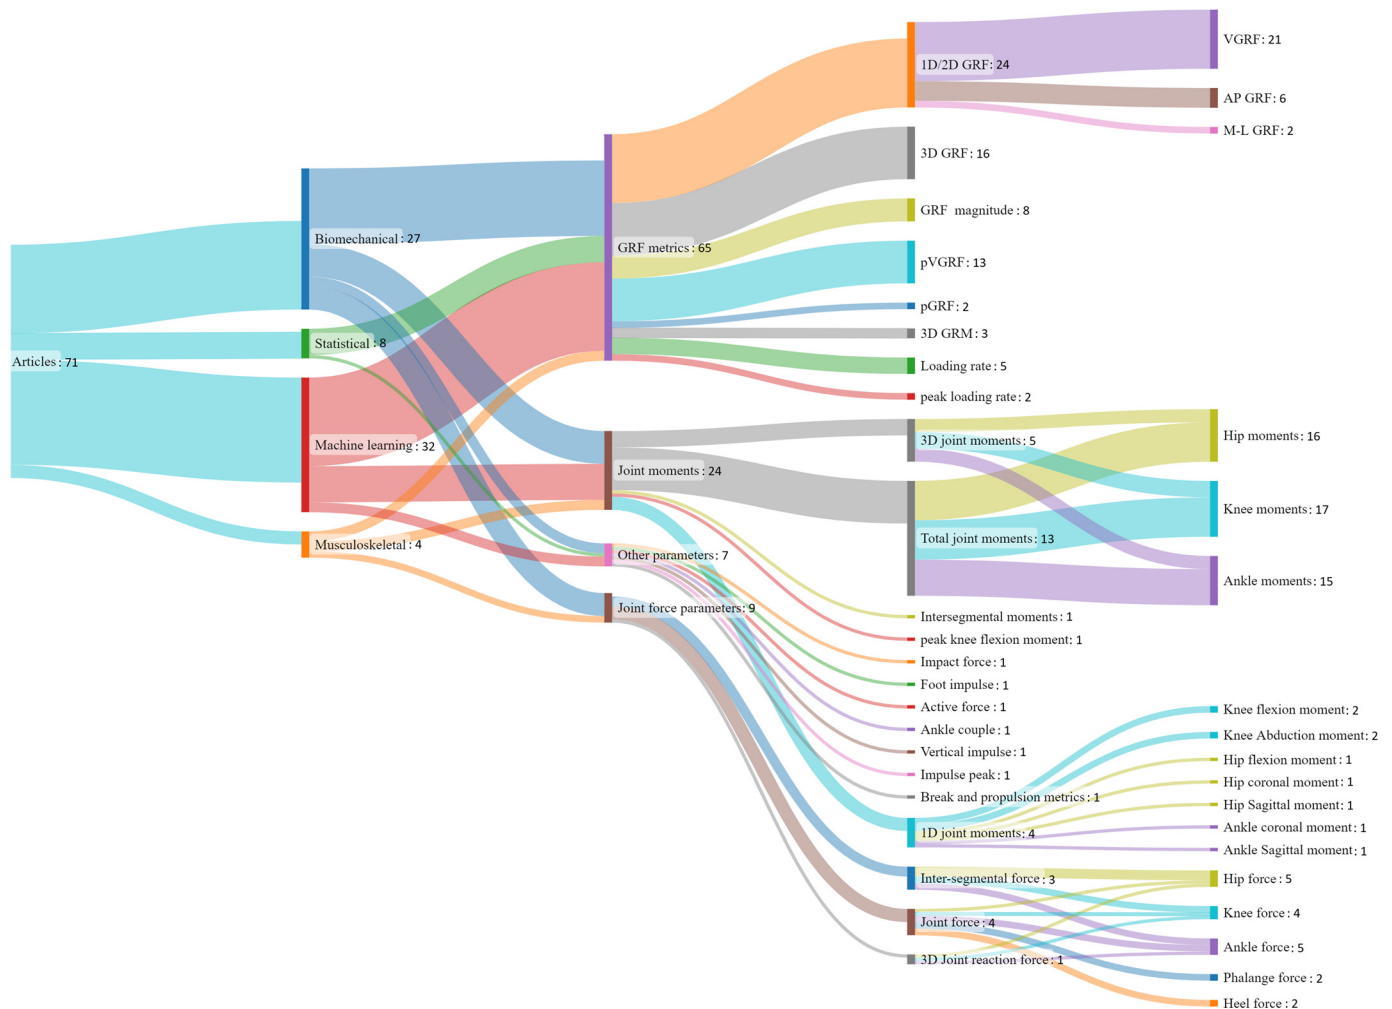 Articles: 71
Biomechanical: 27
Statistical: 8
Machine learning: 32
Musculoskeletal: 4
GRF metrics: 65
Joint moments: 24
Other parameters: 7
Joint force parameters: 9
1D/2D GRF: 24
3D GRF: 16
GRF magnitude: 8
pVGRF: 13
pGRF: 2
3D GRM: 3
Loading rate: 5
peak loading rate: 2
3D joint moments: 5
Total joint moments: 13
Intersegmental moments: 1
peak knee flexion moment: 1
Impact force: 1
Foot impulse: 1
Active force: 1
Ankle couple: 1
Vertical impulse: 1
Impulse peak: 1
Break and propulsion metrics: 1
1D joint moments: 4
Inter-segmental force: 3
Joint force: 4
3D Joint reaction force: 1
VGRF: 21
AP GRF: 6
M-L GRF: 2
Hip moments: 16
Knee moments: 17
Ankle moments: 15
Knee flexion moment: 2
Knee Abduction moment: 2
Hip flexion moment: 1
Hip coronal moment: 1
Hip Sagittal moment: 1
Ankle coronal moment: 1
Ankle Sagittal moment: 1
Hip force: 5
Knee force: 4
Ankle force: 5
Phalange force: 2
Heel force: 2